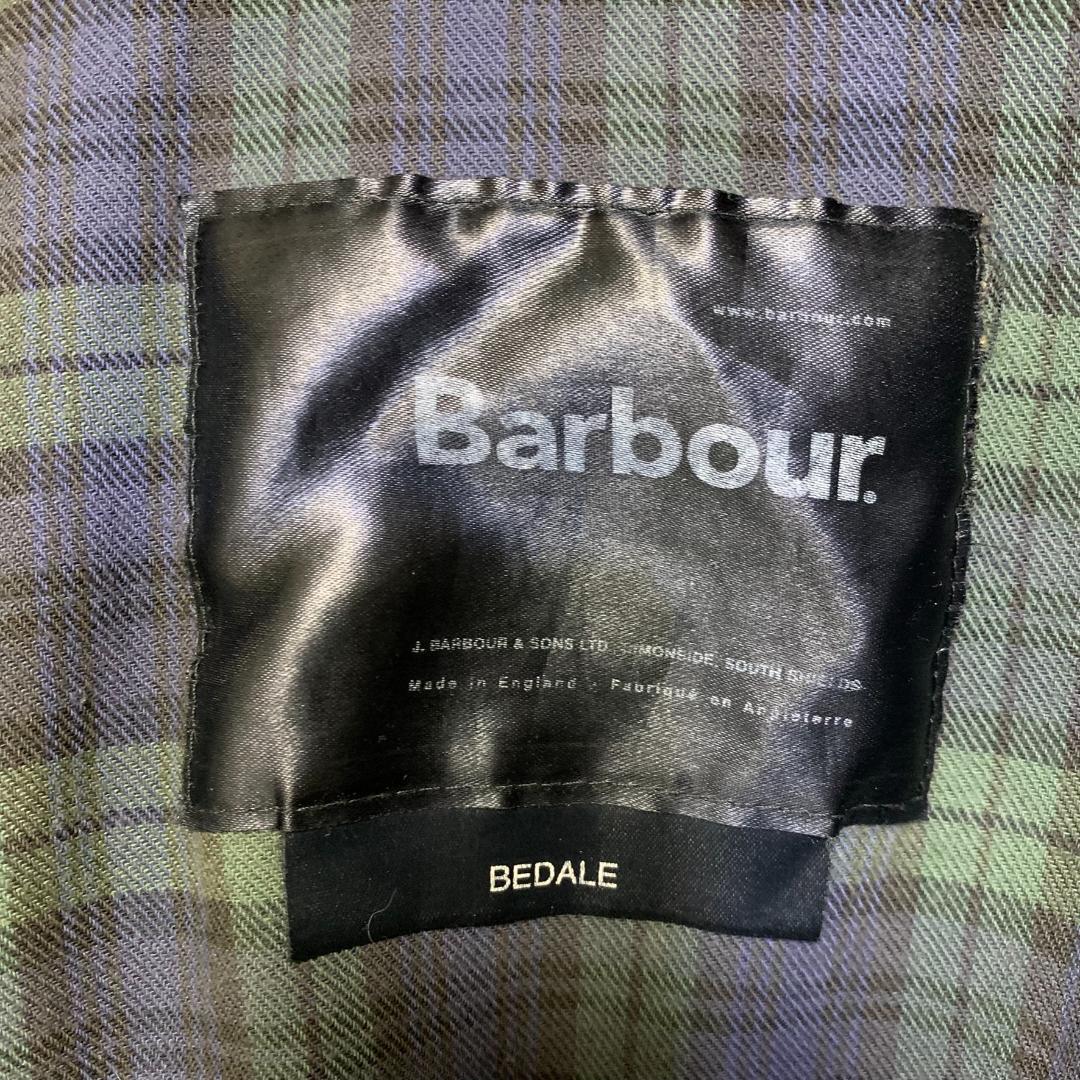 www.barbour.com
Barbour®
J. BARBOUR & SONS LTD SIMONSIDE, SOUTH SHIELDS
Made in England - Fabriqué en Angleterre
BEDALE